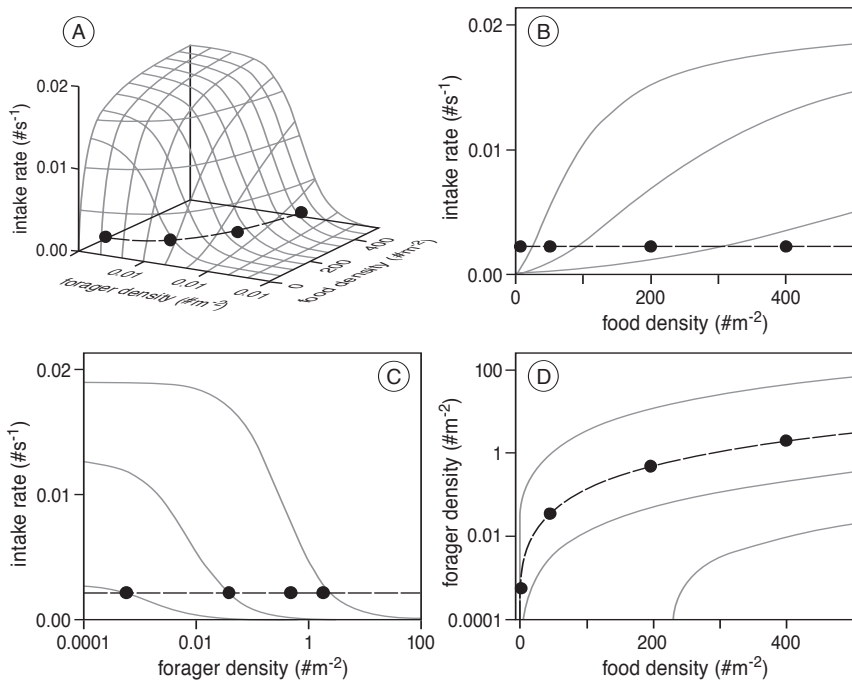 A
intake rate (#s-1)
0.02
0.01
0.00
0.01
0.01
0.01
forager density (#m-2)
0
200
400
food density (#m-2)
B
intake rate (#s-1)
0.02
0.01
0.00
0
200
400
food density (#m-2)
C
intake rate (#s-1)
0.02
0.01
0.00
0.0001
0.01
1
100
forager density (#m-2)
D
forager density (#m-2)
100
1
0.01
0.0001
0
200
400
food density (#m-2)